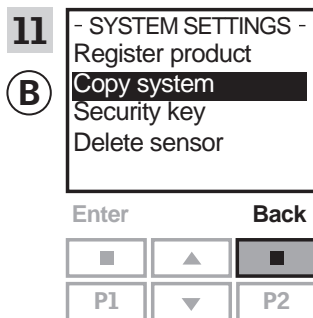 11
B
- SYSTEM SETTINGS -
Register product
Copy system
Security key
Delete sensor
Enter Back
P1 P2